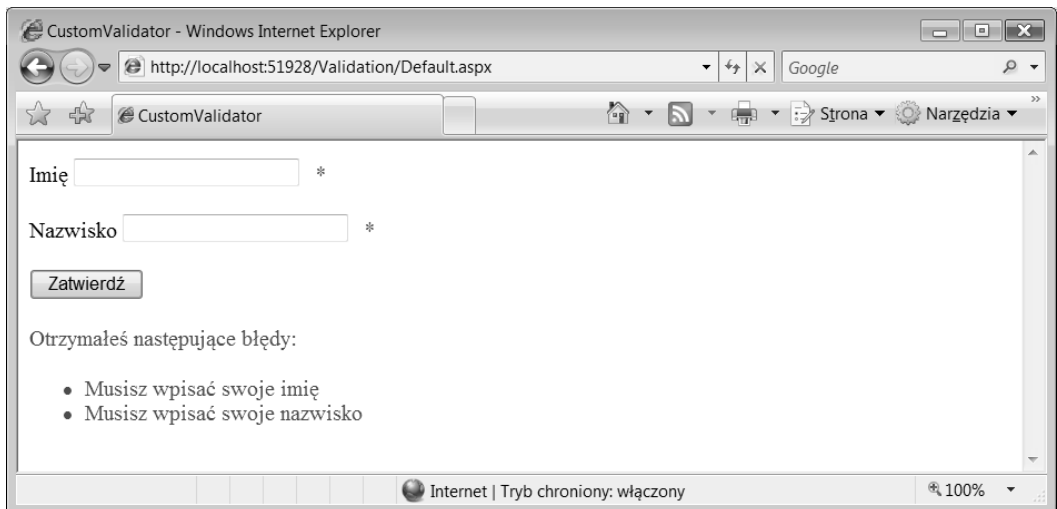 CustomValidator - Windows Internet Explorer
http://localhost:51928/Validation/Default.aspx
Google
CustomValidator
Strona
Narzędzia
Imię *
Nazwisko *
Zatwierdź
Otrzymałeś następujące błędy:
• Musisz wpisać swoje imię
• Musisz wpisać swoje nazwisko
Internet | Tryb chroniony: włączony
100%